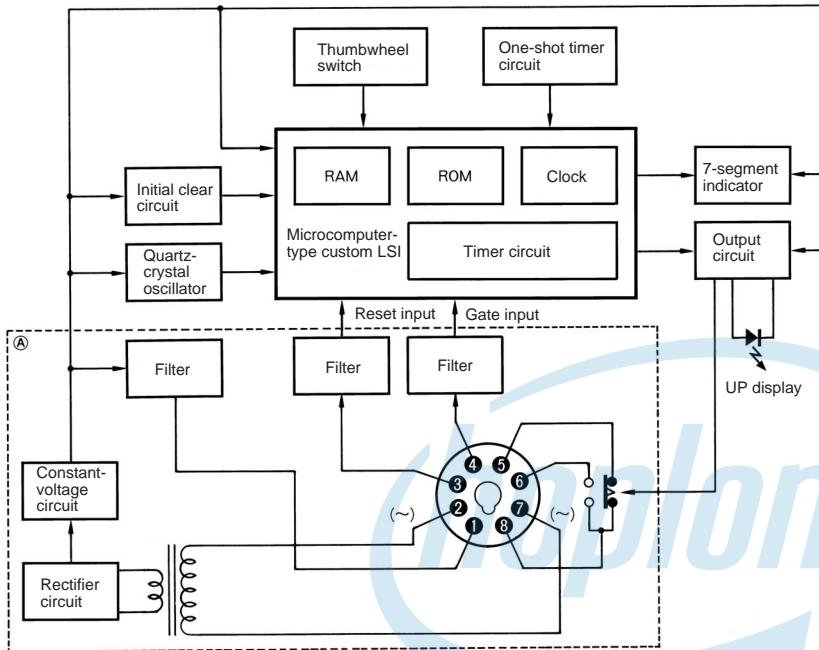 Thumbwheel
switch
One-shot timer
circuit
RAM
ROM
Clock
7-segment
indicator
Initial clear
circuit
Microcomputer-
type custom LSI
Timer circuit
Output
circuit
Quartz-
crystal
oscillator
Reset input
Gate input
A
Filter
Filter
Filter
UP display
4
5
3
6
2
7
1
8
(~)
(~)
Constant-
voltage
circuit
Rectifier
circuit
hoplon